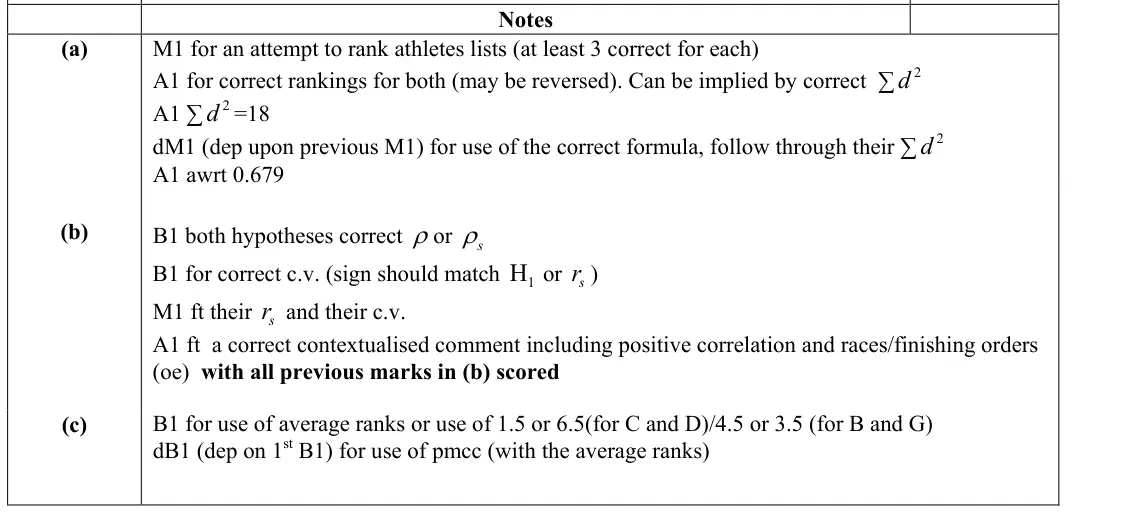 Notes
(a) M1 for an attempt to rank athletes lists (at least 3 correct for each)
A1 for correct rankings for both (may be reversed). Can be implied by correct ∑d²
A1 ∑d²=18
dM1 (dep upon previous M1) for use of the correct formula, follow through their ∑d²
A1 awrt 0.679
(b) B1 both hypotheses correct ρ or ρₛ
B1 for correct c.v. (sign should match H₁ or rₛ)
M1 ft their rₛ and their c.v.
A1 ft a correct contextualised comment including positive correlation and races/finishing orders
(oe) with all previous marks in (b) scored
(c) B1 for use of average ranks or use of 1.5 or 6.5(for C and D)/4.5 or 3.5 (for B and G)
dB1 (dep on 1st B1) for use of pmcc (with the average ranks)